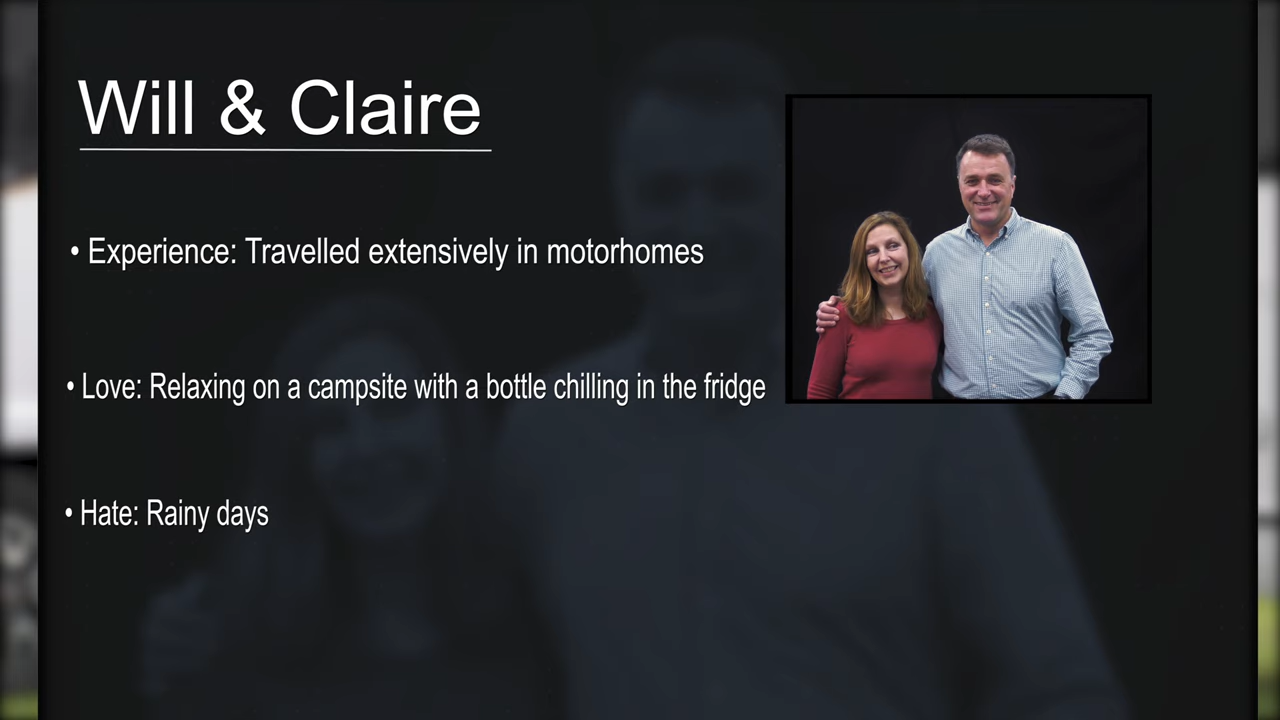 Will & Claire
• Experience: Travelled extensively in motorhomes
• Love: Relaxing on a campsite with a bottle chilling in the fridge
• Hate: Rainy days